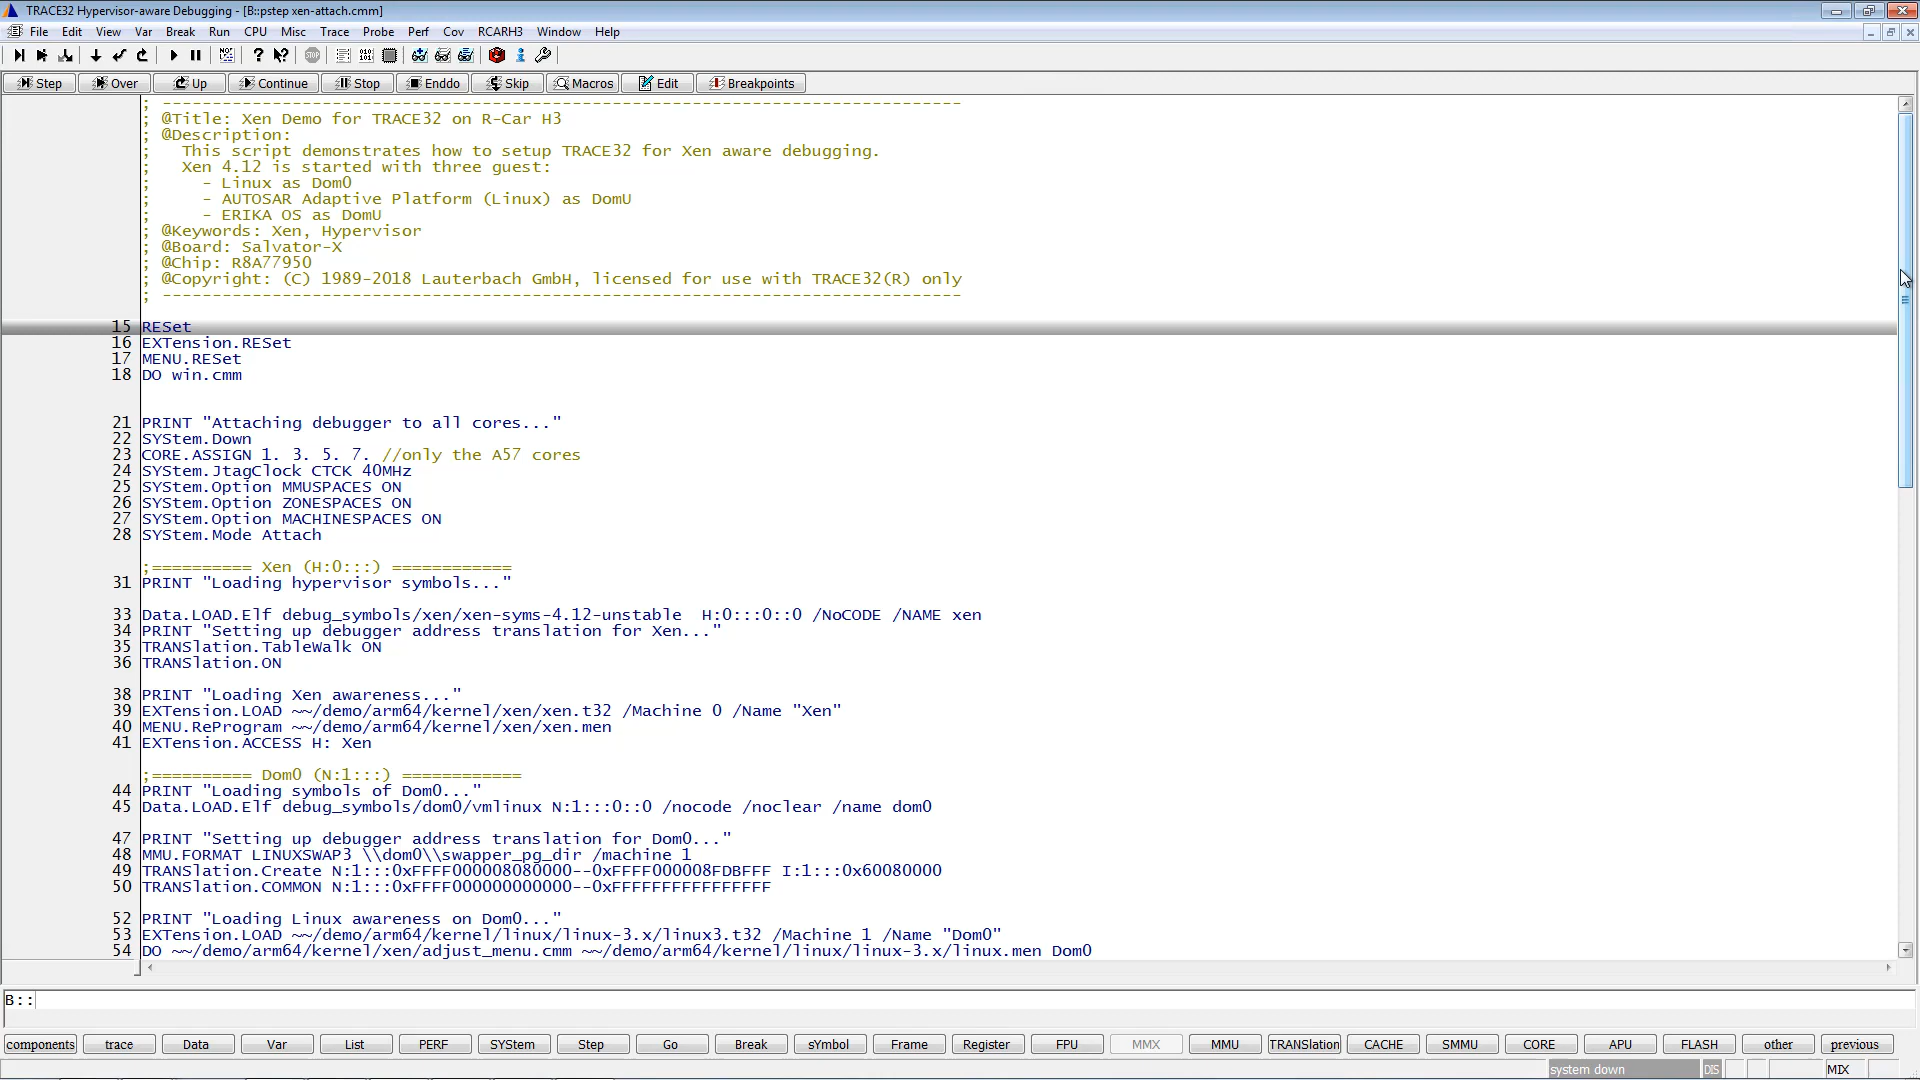 TRACE32 Hypervisor-aware Debugging - [B::pstep xen-attach.cmm]
File Edit View Var Break Run CPU Misc Trace Probe Perf Cov RCARH3 Window Help
Step Over Up Continue Stop Enddo Skip Macros Edit Breakpoints
; --------------------------------------------------------------------------------
; @Title: Xen Demo for TRACE32 on R-Car H3
; @Description:
;   This script demonstrates how to setup TRACE32 for Xen aware debugging.
;   Xen 4.12 is started with three guest:
;     - Linux as Dom0
;     - AUTOSAR Adaptive Platform (Linux) as DomU
;     - ERIKA OS as DomU
; @Keywords: Xen, Hypervisor
; @Board: Salvator-X
; @Chip: R8A77950
; @Copyright: (C) 1989-2018 Lauterbach GmbH, licensed for use with TRACE32(R) only
; --------------------------------------------------------------------------------
15 RESet
16 EXTension.RESet
17 MENU.RESet
18 DO win.cmm
21 PRINT "Attaching debugger to all cores..."
22 SYStem.Down
23 CORE.ASSIGN 1. 3. 5. 7. //only the A57 cores
24 SYStem.JtagClock CTCK 40MHz
25 SYStem.Option MMUSPACES ON
26 SYStem.Option ZONESPACES ON
27 SYStem.Option MACHINESPACES ON
28 SYStem.Mode Attach
;========== Xen (H:0:::) ============
31 PRINT "Loading hypervisor symbols..."
33 Data.LOAD.Elf debug_symbols/xen/xen-syms-4.12-unstable  H:0:::0::0 /NoCODE /NAME xen
34 PRINT "Setting up debugger address translation for Xen..."
35 TRANSlation.TableWalk ON
36 TRANSlation.ON
38 PRINT "Loading Xen awareness..."
39 EXTension.LOAD ~~/demo/arm64/kernel/xen/xen.t32 /Machine 0 /Name "Xen"
40 MENU.ReProgram ~~/demo/arm64/kernel/xen/xen.men
41 EXTension.ACCESS H: Xen
;========== Dom0 (N:1:::) ============
44 PRINT "Loading symbols of Dom0..."
45 Data.LOAD.Elf debug_symbols/dom0/vmlinux N:1:::0::0 /nocode /noclear /name dom0
47 PRINT "Setting up debugger address translation for Dom0..."
48 MMU.FORMAT LINUXSWAP3 \\dom0\\swapper_pg_dir /machine 1
49 TRANSlation.Create N:1:::0xFFFF000008080000--0xFFFF000008FDBFFF I:1:::0x60080000
50 TRANSlation.COMMON N:1:::0xFFFF000000000000--0xFFFFFFFFFFFFFFFF
52 PRINT "Loading Linux awareness on Dom0..."
53 EXTension.LOAD ~~/demo/arm64/kernel/linux/linux-3.x/linux3.t32 /Machine 1 /Name "Dom0"
54 DO ~~/demo/arm64/kernel/xen/adjust_menu.cmm ~~/demo/arm64/kernel/linux/linux-3.x/linux.men Dom0
B::
components trace Data Var List PERF SYStem Step Go Break sYmbol Frame Register FPU MMX MMU TRANSlation CACHE SMMU CORE APU FLASH other previous
system down DIS MIX